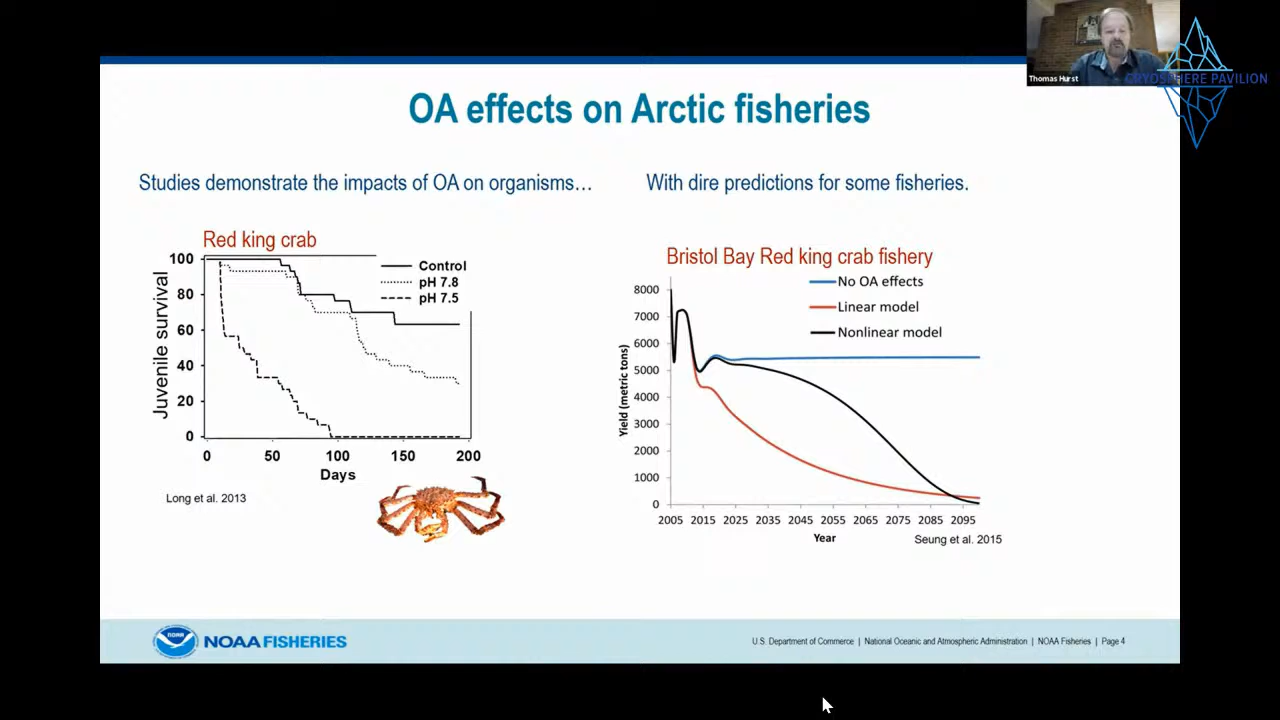 Thomas Hurst
CRYOSPHERE PAVILION
OA effects on Arctic fisheries
Studies demonstrate the impacts of OA on organisms…
Red king crab
Juvenile survival
100
80
60
40
20
0
Control
pH 7.8
pH 7.5
0 50 100 150 200
Days
Long et al. 2013
With dire predictions for some fisheries.
Bristol Bay Red king crab fishery
Yield (metric tons)
8000
7000
6000
5000
4000
3000
2000
1000
0
No OA effects
Linear model
Nonlinear model
2005 2015 2025 2035 2045 2055 2065 2075 2085 2095
Year
Seung et al. 2015
NOAA
NOAA FISHERIES
U.S. Department of Commerce | National Oceanic and Atmospheric Administration | NOAA Fisheries | Page 4